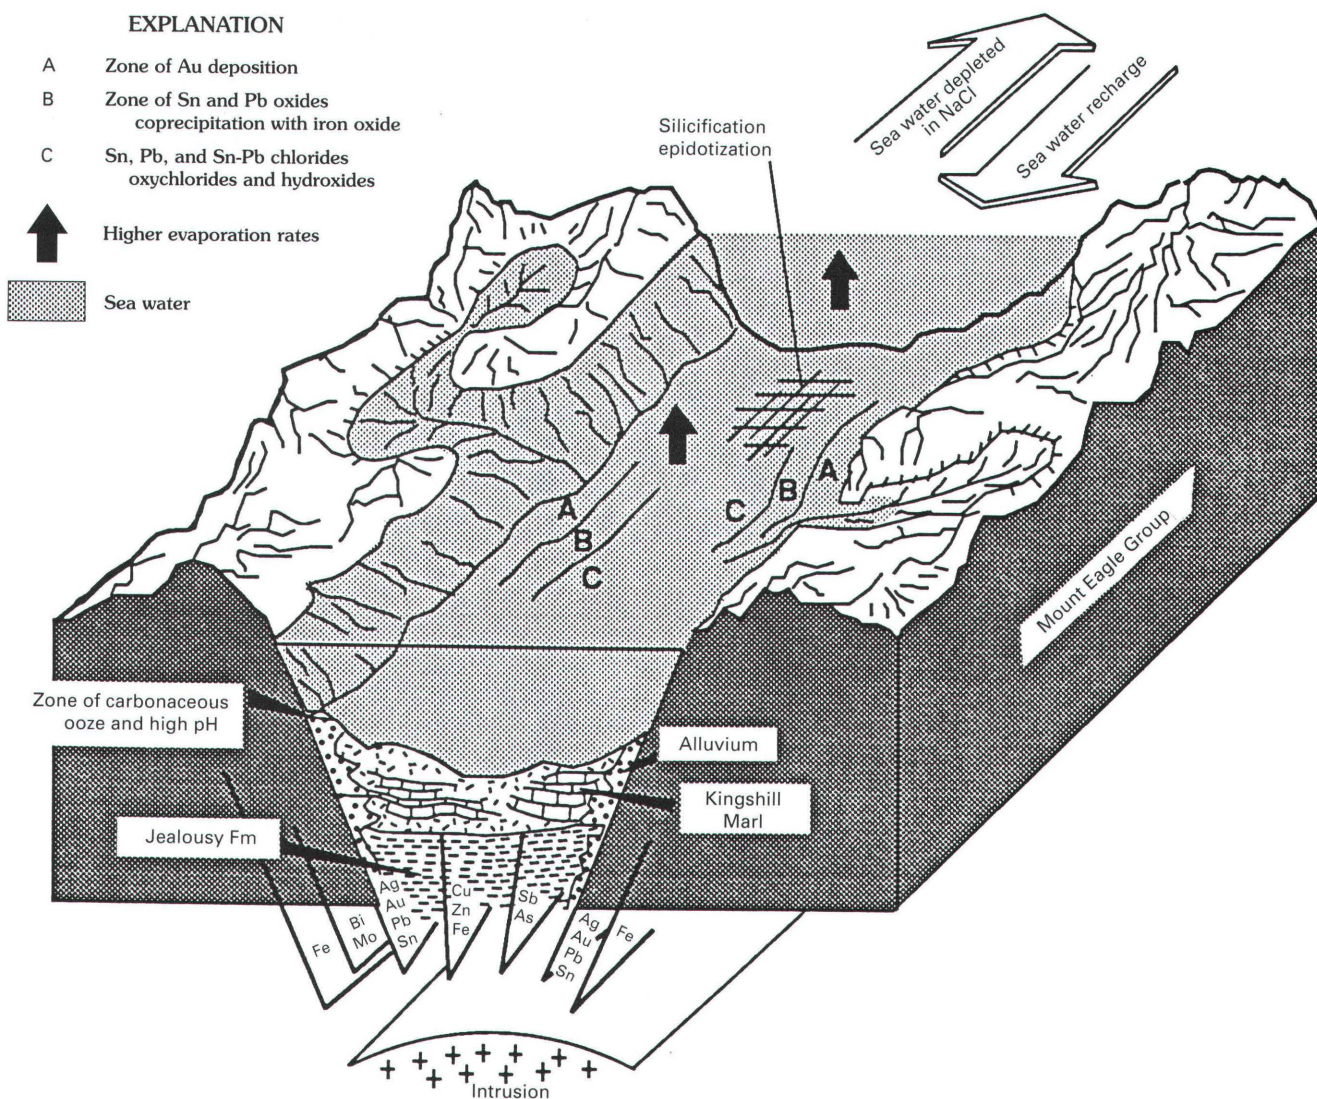 EXPLANATION
A Zone of Au deposition
B Zone of Sn and Pb oxides
coprecipitation with iron oxide
C Sn, Pb, and Sn-Pb chlorides
oxychlorides and hydroxides
Higher evaporation rates
Sea water
Sea water depleted
in NaCl
Sea water recharge
Silicification
epidotization
A
B
C
A
B
C
Mount Eagle Group
Zone of carbonaceous
ooze and high pH
Alluvium
Kingshill
Marl
Jealousy Fm
Fe
Bi
Mo
Ag
Au
Pb
Sn
Cu
Zn
Fe
Sb
As
Ag
Au
Pb
Sn
Fe
Intrusion